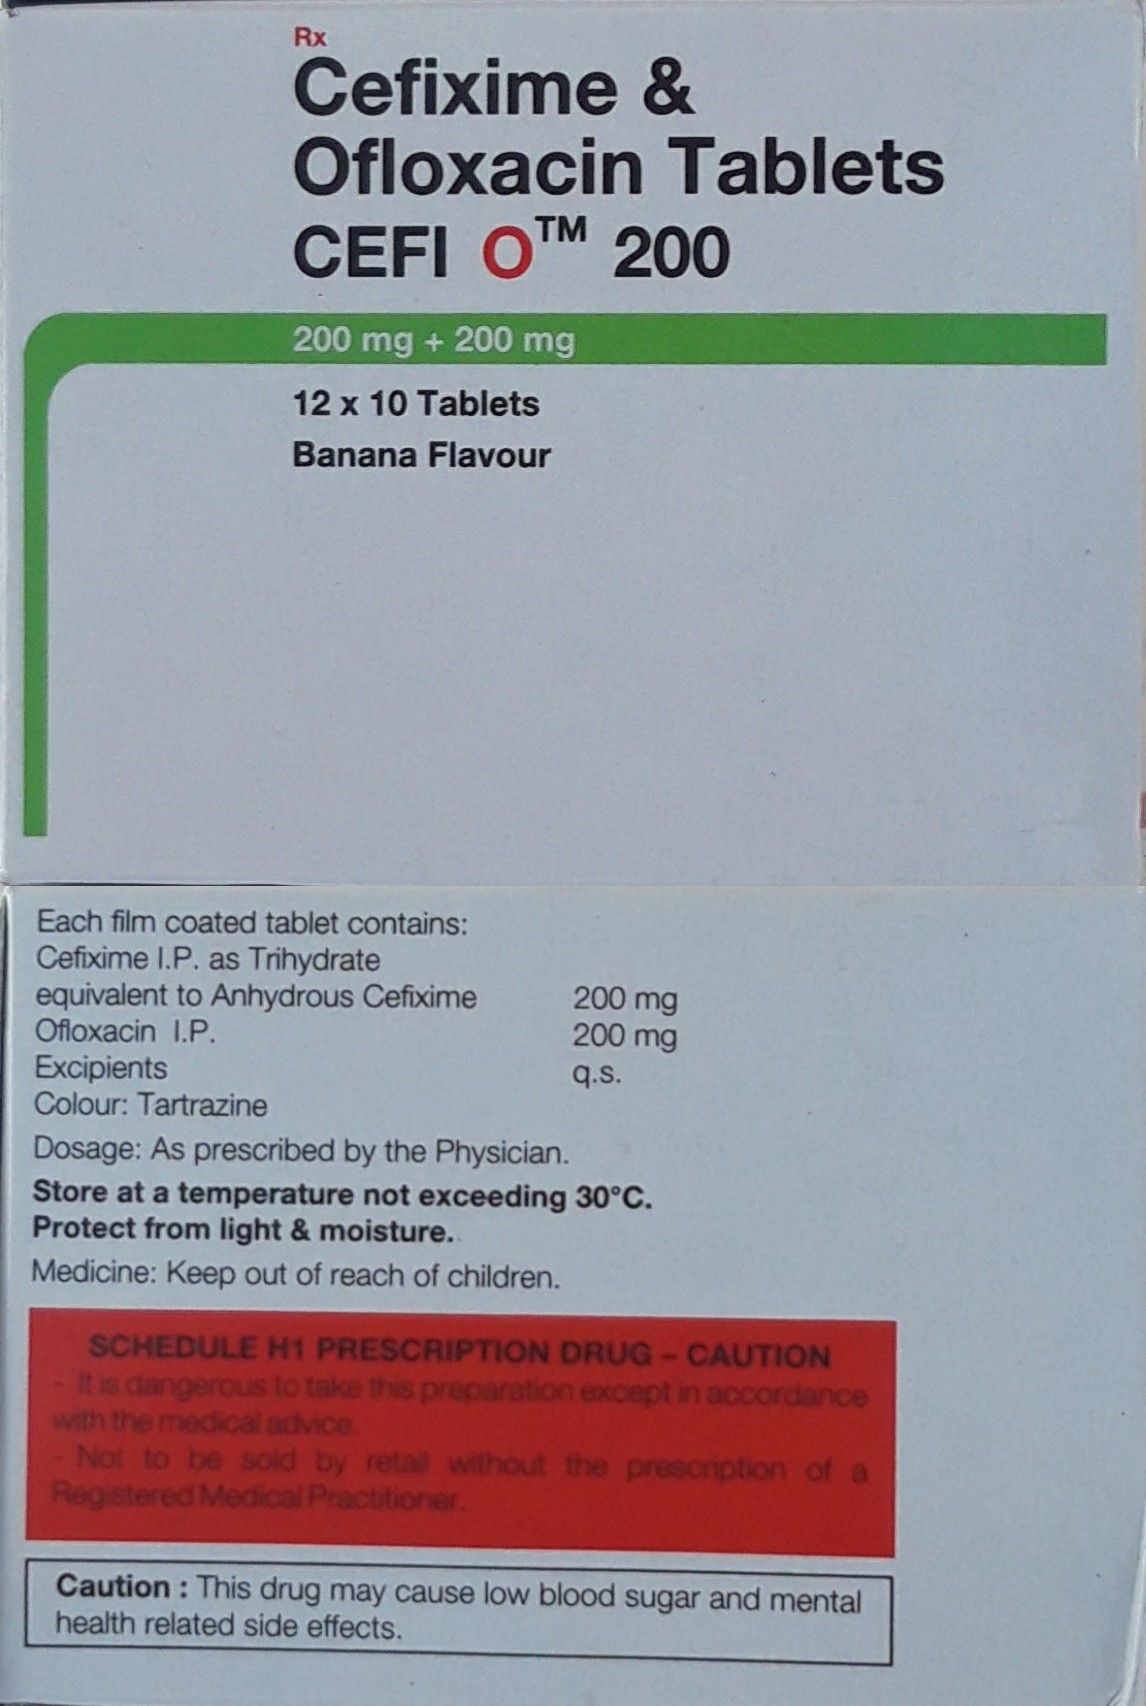 Rx
Cefixime &
Ofloxacin Tablets
CEFI O™ 200
200 mg + 200 mg
12 x 10 Tablets
Banana Flavour
Each film coated tablet contains:
Cefixime I.P. as Trihydrate
equivalent to Anhydrous Cefixime 200 mg
Ofloxacin I.P. 200 mg
Excipients q.s.
Colour: Tartrazine
Dosage: As prescribed by the Physician.
Store at a temperature not exceeding 30°C.
Protect from light & moisture.
Medicine: Keep out of reach of children.
SCHEDULE H1 PRESCRIPTION DRUG – CAUTION
- It is dangerous to take this preparation except in accordance
with the medical advice.
- Not to be sold by retail without the prescription of a
Registered Medical Practitioner.
Caution : This drug may cause low blood sugar and mental
health related side effects.